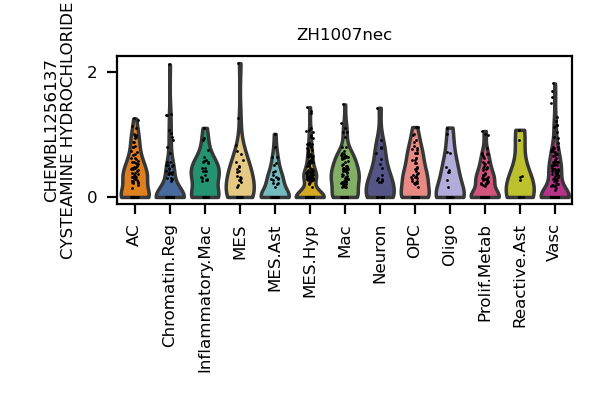 ZH1007nec
CHEMBL1256137
CYSTEAMINE HYDROCHLORIDE
2
0
AC
Chromatin.Reg
Inflammatory.Mac
MES
MES.Ast
MES.Hyp
Mac
Neuron
OPC
Oligo
Prolif.Metab
Reactive.Ast
Vasc